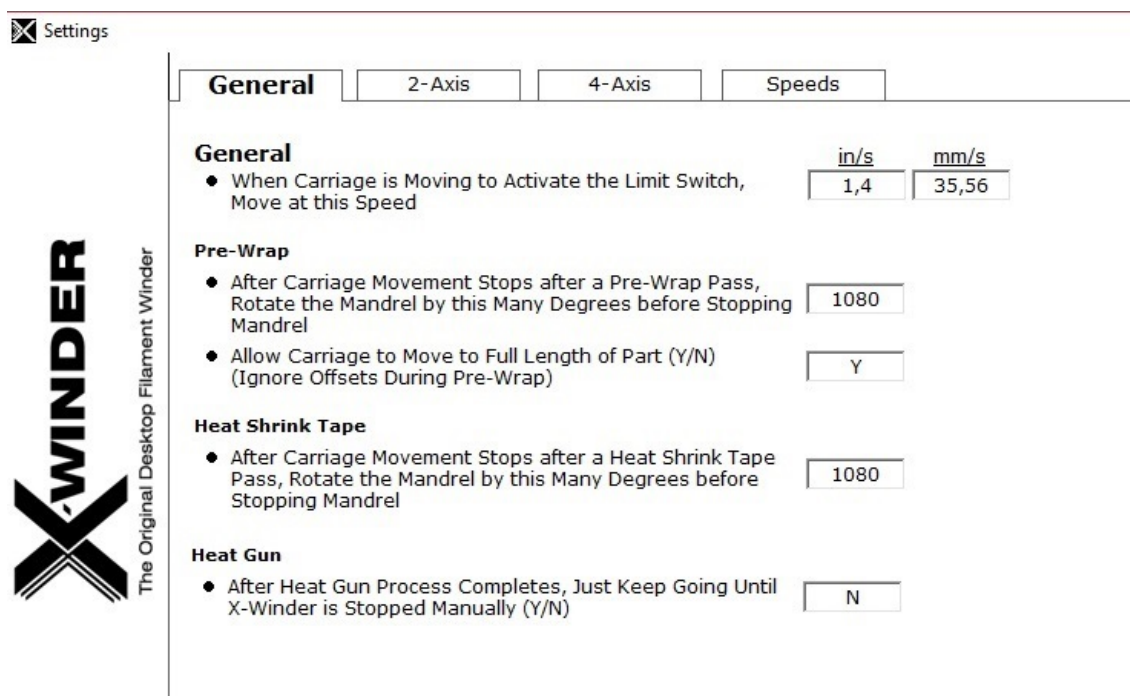 Settings
General
2-Axis
4-Axis
Speeds
General
in/s
mm/s
● When Carriage is Moving to Activate the Limit Switch,
Move at this Speed
1,4
35,56
Pre-Wrap
● After Carriage Movement Stops after a Pre-Wrap Pass,
Rotate the Mandrel by this Many Degrees before Stopping
Mandrel
1080
● Allow Carriage to Move to Full Length of Part (Y/N)
(Ignore Offsets During Pre-Wrap)
Y
Heat Shrink Tape
● After Carriage Movement Stops after a Heat Shrink Tape
Pass, Rotate the Mandrel by this Many Degrees before
Stopping Mandrel
1080
Heat Gun
● After Heat Gun Process Completes, Just Keep Going Until
X-Winder is Stopped Manually (Y/N)
N
X-WINDER
The Original Desktop Filament Winder